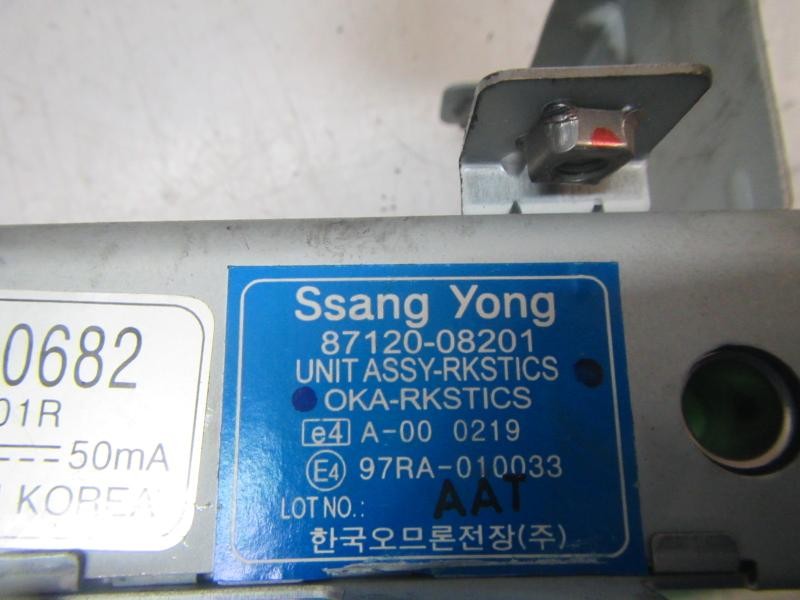 Ssang Yong
87120-08201
UNIT ASSY-RKSTICS
OKA-RKSTICS
e4 A-00 0219
E4 97RA-010033
LOT NO.: AAT
한국오므론전장(주)
0682
01R
50mA
KOREA